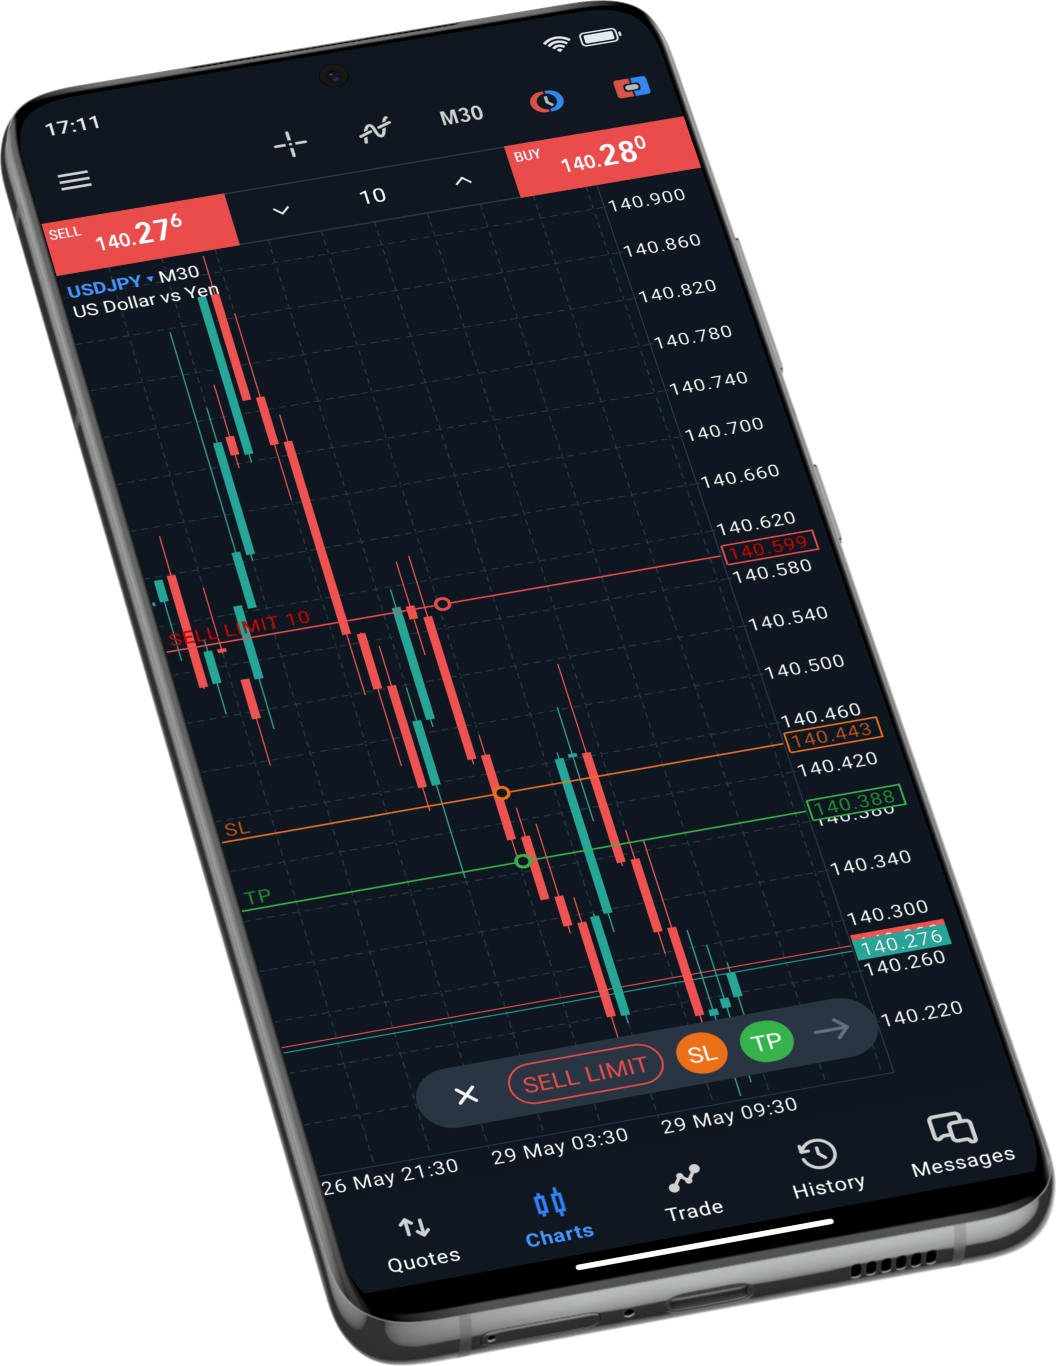 17:11
M30
SELL
140.27⁶
10
BUY
140.28⁰
USDJPY ▾ M30
US Dollar vs Yen
140.900
140.860
140.820
140.780
140.740
140.700
140.660
140.620
140.599
140.580
140.540
140.500
140.460
140.443
140.420
140.388
140.380
140.340
140.300
140.276
140.260
140.220
SELL LIMIT 10
SL
TP
SELL LIMIT
SL
TP
26 May 21:30
29 May 03:30
29 May 09:30
Quotes
Charts
Trade
History
Messages